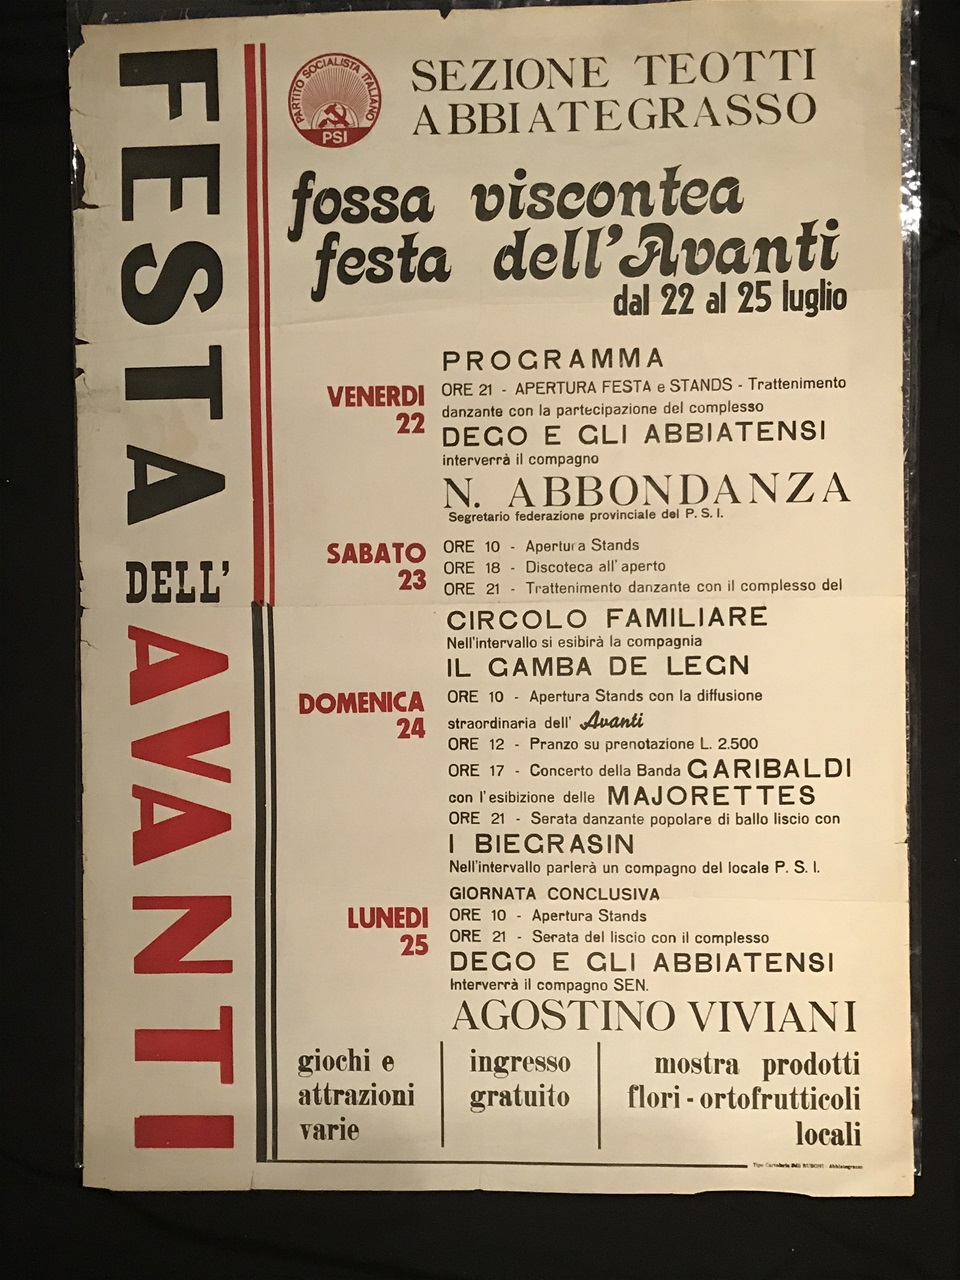 FESTA DELL' AVANTI
PARTITO SOCIALISTA ITALIANO
PSI
SEZIONE TEOTTI
ABBIATEGRASSO
fossa viscontea
festa dell'Avanti
dal 22 al 25 luglio
PROGRAMMA
VENERDI
22
ORE 21 - APERTURA FESTA e STANDS - Trattenimento
danzante con la partecipazione del complesso
DEGO E GLI ABBIATENSI
interverrà il compagno
N. ABBONDANZA
Segretario federazione provinciale del P. S. I.
SABATO
23
ORE 10 - Apertura Stands
ORE 18 - Discoteca all'aperto
ORE 21 - Trattenimento danzante con il complesso del
CIRCOLO FAMILIARE
Nell'intervallo si esibirà la compagnia
IL GAMBA DE LEGN
DOMENICA
24
ORE 10 - Apertura Stands con la diffusione
straordinaria dell' Avanti
ORE 12 - Pranzo su prenotazione L. 2.500
ORE 17 - Concerto della Banda GARIBALDI
con l'esibizione delle MAJORETTES
ORE 21 - Serata danzante popolare di ballo liscio con
I BIEGRASIN
Nell'intervallo parlerà un compagno del locale P. S. I.
GIORNATA CONCLUSIVA
LUNEDI
25
ORE 10 - Apertura Stands
ORE 21 - Serata del liscio con il complesso
DEGO E GLI ABBIATENSI
Interverrà il compagno SEN.
AGOSTINO VIVIANI
giochi e
attrazioni
varie
ingresso
gratuito
mostra prodotti
flori - ortofrutticoli
locali
Tipo Cartoleria Abbiategrasso